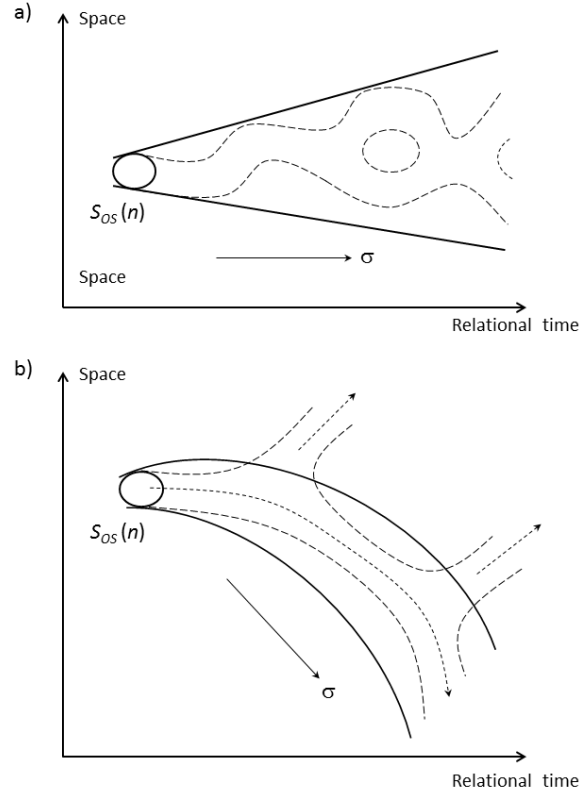 a)
Space
S_OS(n)
σ
Space
Relational time
b)
Space
S_OS(n)
σ
Relational time